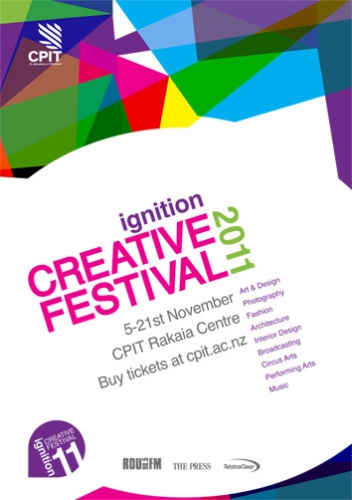 CPIT
ignition
CREATIVE
FESTIVAL
2011
5-21st November
CPIT Rakaia Centre
Buy tickets at cpit.ac.nz
Art & Design
Photography
Fashion
Architecture
Interior Design
Broadcasting
Circus Arts
Performing Arts
Music
ignition
CREATIVE
FESTIVAL
11
THE PRESS
TelstraClear